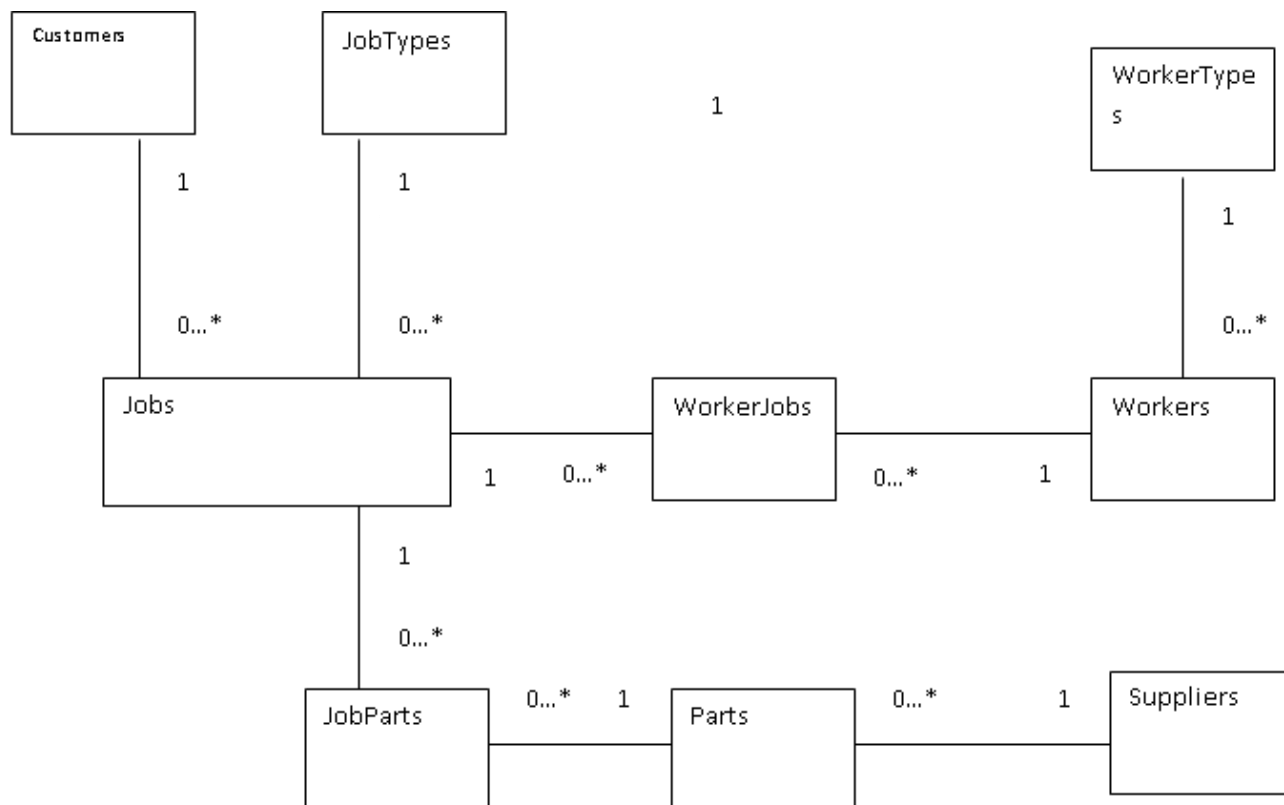 Customers
JobTypes
WorkerType
s
1
1
1
1
0...*
0...*
0...*
Jobs
WorkerJobs
Workers
1
0...*
0...*
1
1
0...*
JobParts
0...*
1
Parts
0...*
1
Suppliers